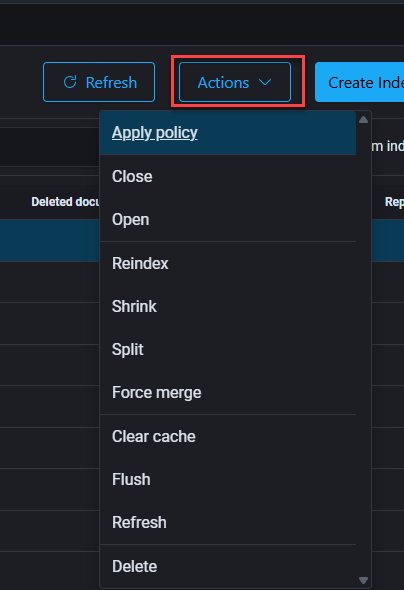 Refresh
Actions
Create Inde
Apply policy
m ind
Close
Deleted docu
Rep
Open
Reindex
Shrink
Split
Force merge
Clear cache
Flush
Refresh
Delete